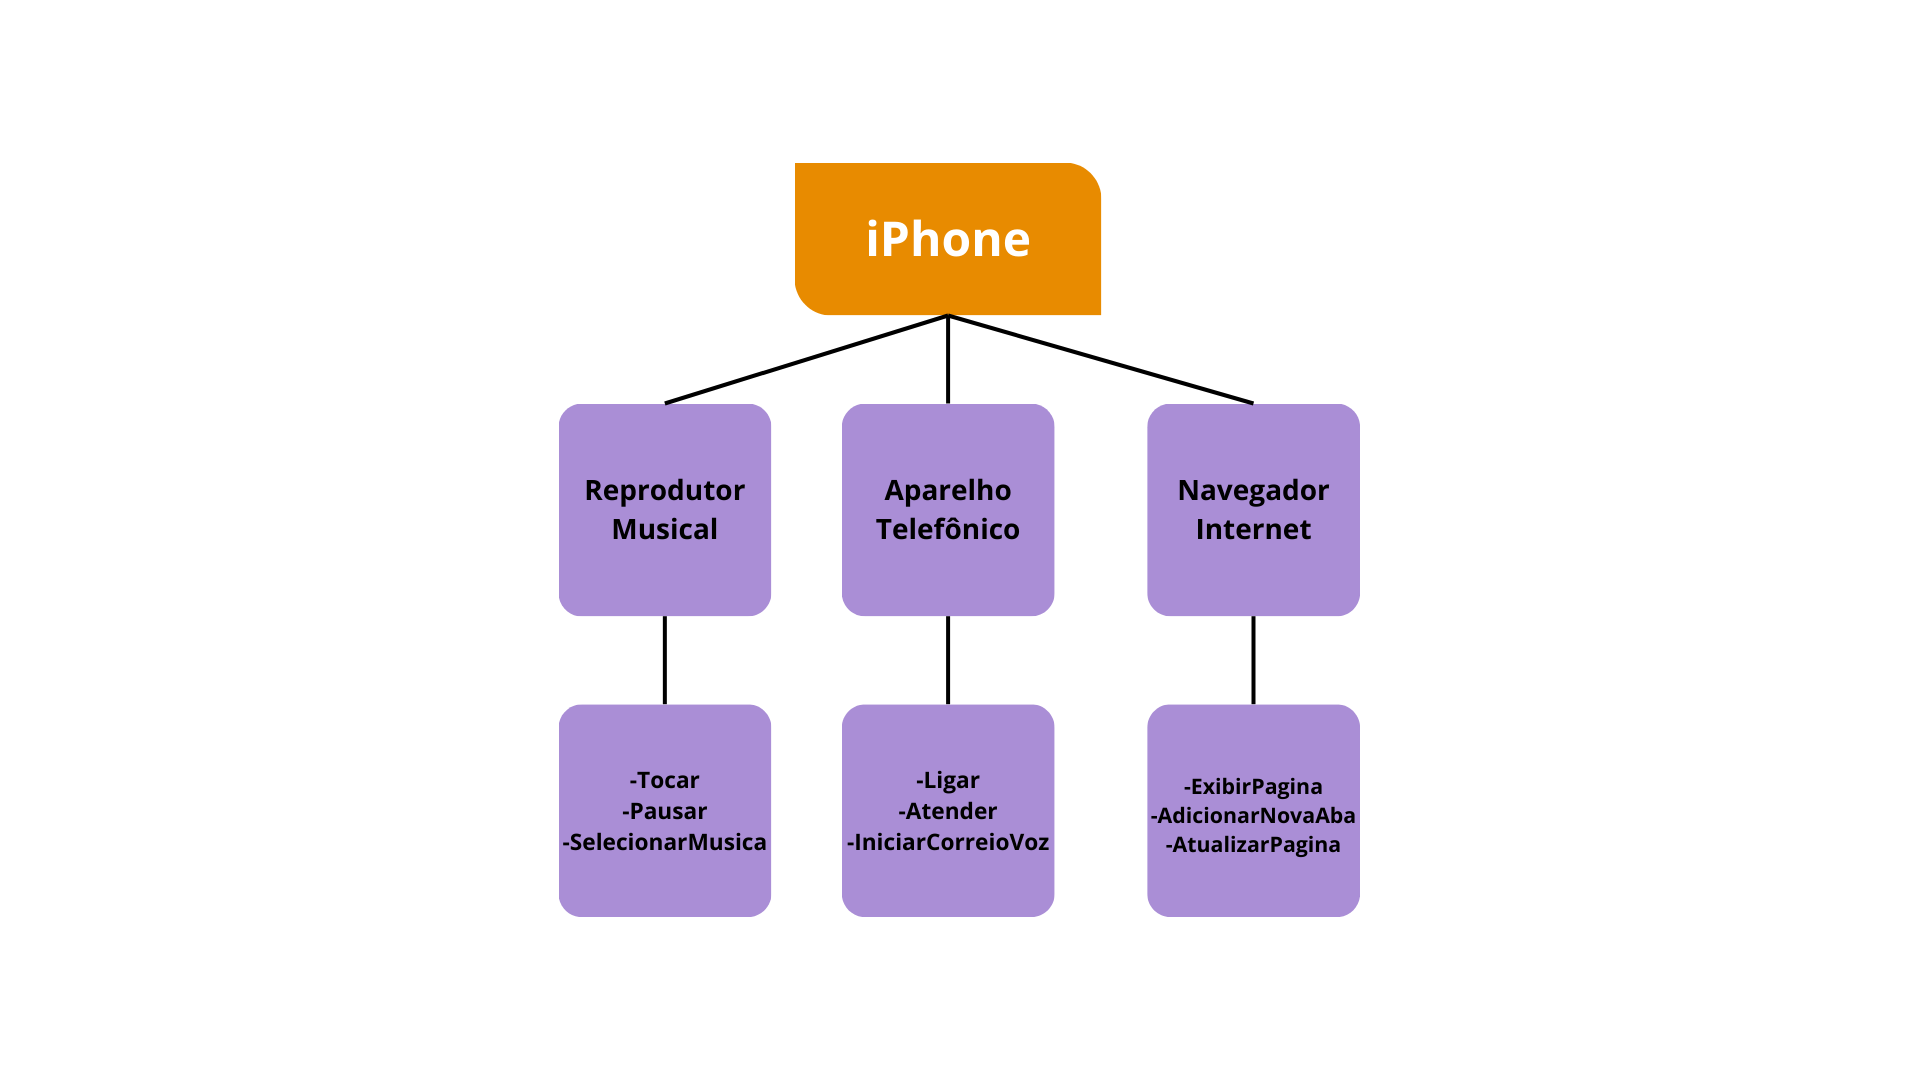 iPhone
Reprodutor
Musical
Aparelho
Telefônico
Navegador
Internet
-Tocar
-Pausar
-SelecionarMusica
-Ligar
-Atender
-IniciarCorreioVoz
-ExibirPagina
-AdicionarNovaAba
-AtualizarPagina